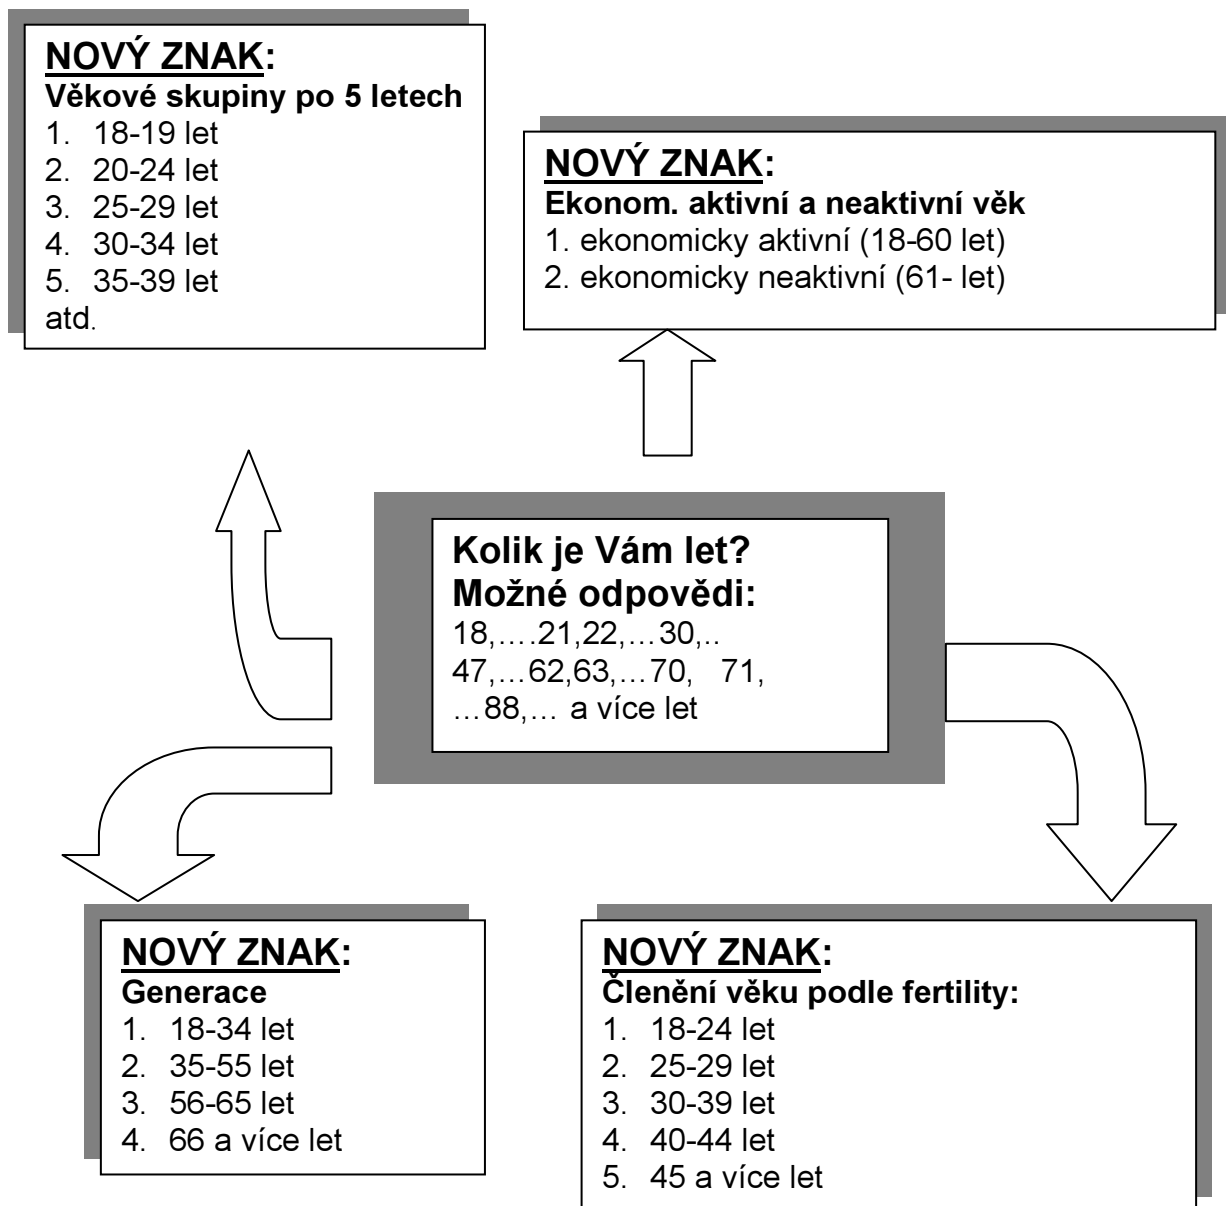 NOVÝ ZNAK:
Věkové skupiny po 5 letech
1. 18-19 let
2. 20-24 let
3. 25-29 let
4. 30-34 let
5. 35-39 let
atd.
NOVÝ ZNAK:
Ekonom. aktivní a neaktivní věk
1. ekonomicky aktivní (18-60 let)
2. ekonomicky neaktivní (61- let)
Kolik je Vám let?
Možné odpovědi:
18,….21,22,…30,..
47,…62,63,…70, 71,
…88,… a více let
NOVÝ ZNAK:
Generace
1. 18-34 let
2. 35-55 let
3. 56-65 let
4. 66 a více let
NOVÝ ZNAK:
Členění věku podle fertility:
1. 18-24 let
2. 25-29 let
3. 30-39 let
4. 40-44 let
5. 45 a více let